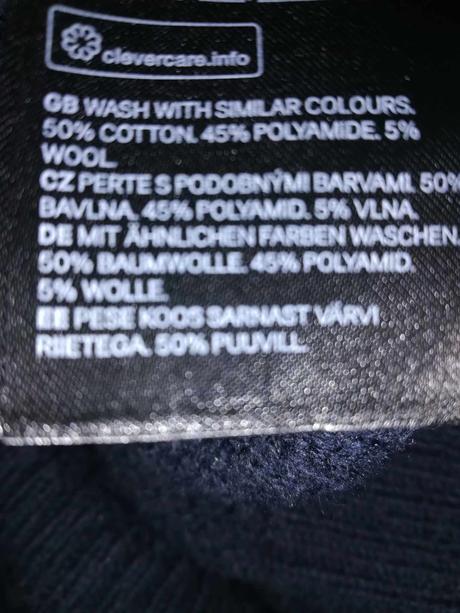 clevercare.info
GB WASH WITH SIMILAR COLOURS.
50% COTTON. 45% POLYAMIDE. 5%
WOOL
CZ PERTE S PODOBNÝMI BARVAMI. 50%
BAVLNA. 45% POLYAMID. 5% VLNA.
DE MIT ÄHNLICHEN FARBEN WASCHEN.
50% BAUMWOLLE. 45% POLYAMID.
5% WOLLE.
EE PESE KOOS SARNAST VÄRVI
RIIETEGA. 50% PUUVILL.